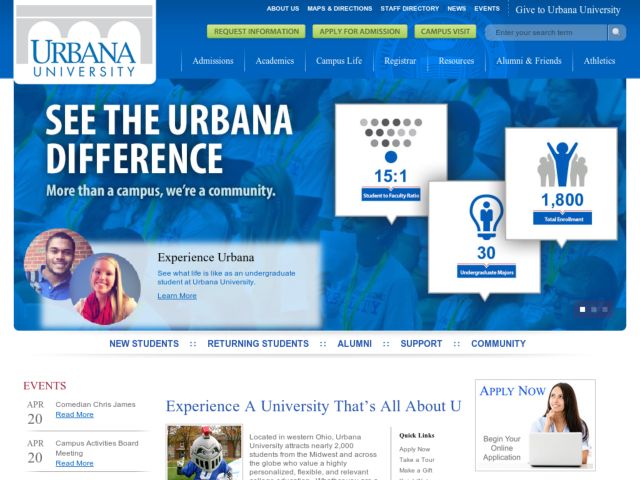 ABOUT US MAPS & DIRECTIONS STAFF DIRECTORY NEWS EVENTS Give to Urbana University
REQUEST INFORMATION APPLY FOR ADMISSION CAMPUS VISIT Enter your search term
URBANA
UNIVERSITY
Admissions Academics Campus Life Registrar Resources Alumni & Friends Athletics
SEE THE URBANA
DIFFERENCE
More than a campus, we're a community.
15:1
Student to Faculty Ratio
30
Undergraduate Majors
1,800
Total Enrollment
Experience Urbana
See what life is like as an undergraduate
student at Urbana University.
Learn More
NEW STUDENTS :: RETURNING STUDENTS :: ALUMNI :: SUPPORT :: COMMUNITY
EVENTS
APR
20
Comedian Chris James
Read More
APR
20
Campus Activities Board
Meeting
Read More
Experience A University That's All About U
Located in western Ohio, Urbana
University attracts nearly 2,000
students from the Midwest and across
the globe who value a highly
personalized, flexible, and relevant
Quick Links
Apply Now
Take a Tour
Make a Gift
APPLY NOW
Begin Your
Online
Application